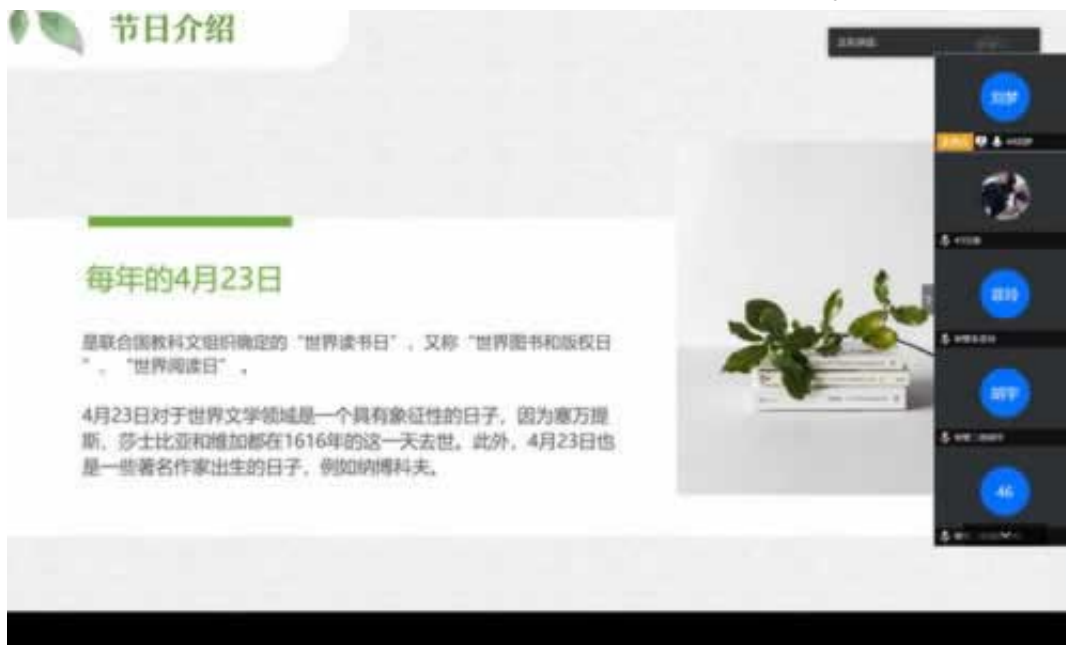 节日介绍
正在讲话:
刘梦
每年的4月23日
是联合国教科文组织确定的“世界读书日”，又称“世界图书和版权日
”、“世界阅读日”。
4月23日对于世界文学领域是一个具有象征性的日子，因为塞万提
斯、莎士比亚和维加都在1616年的这一天去世。此外，4月23日也
是一些著名作家出生的日子，例如纳博科夫。
胡宇
46